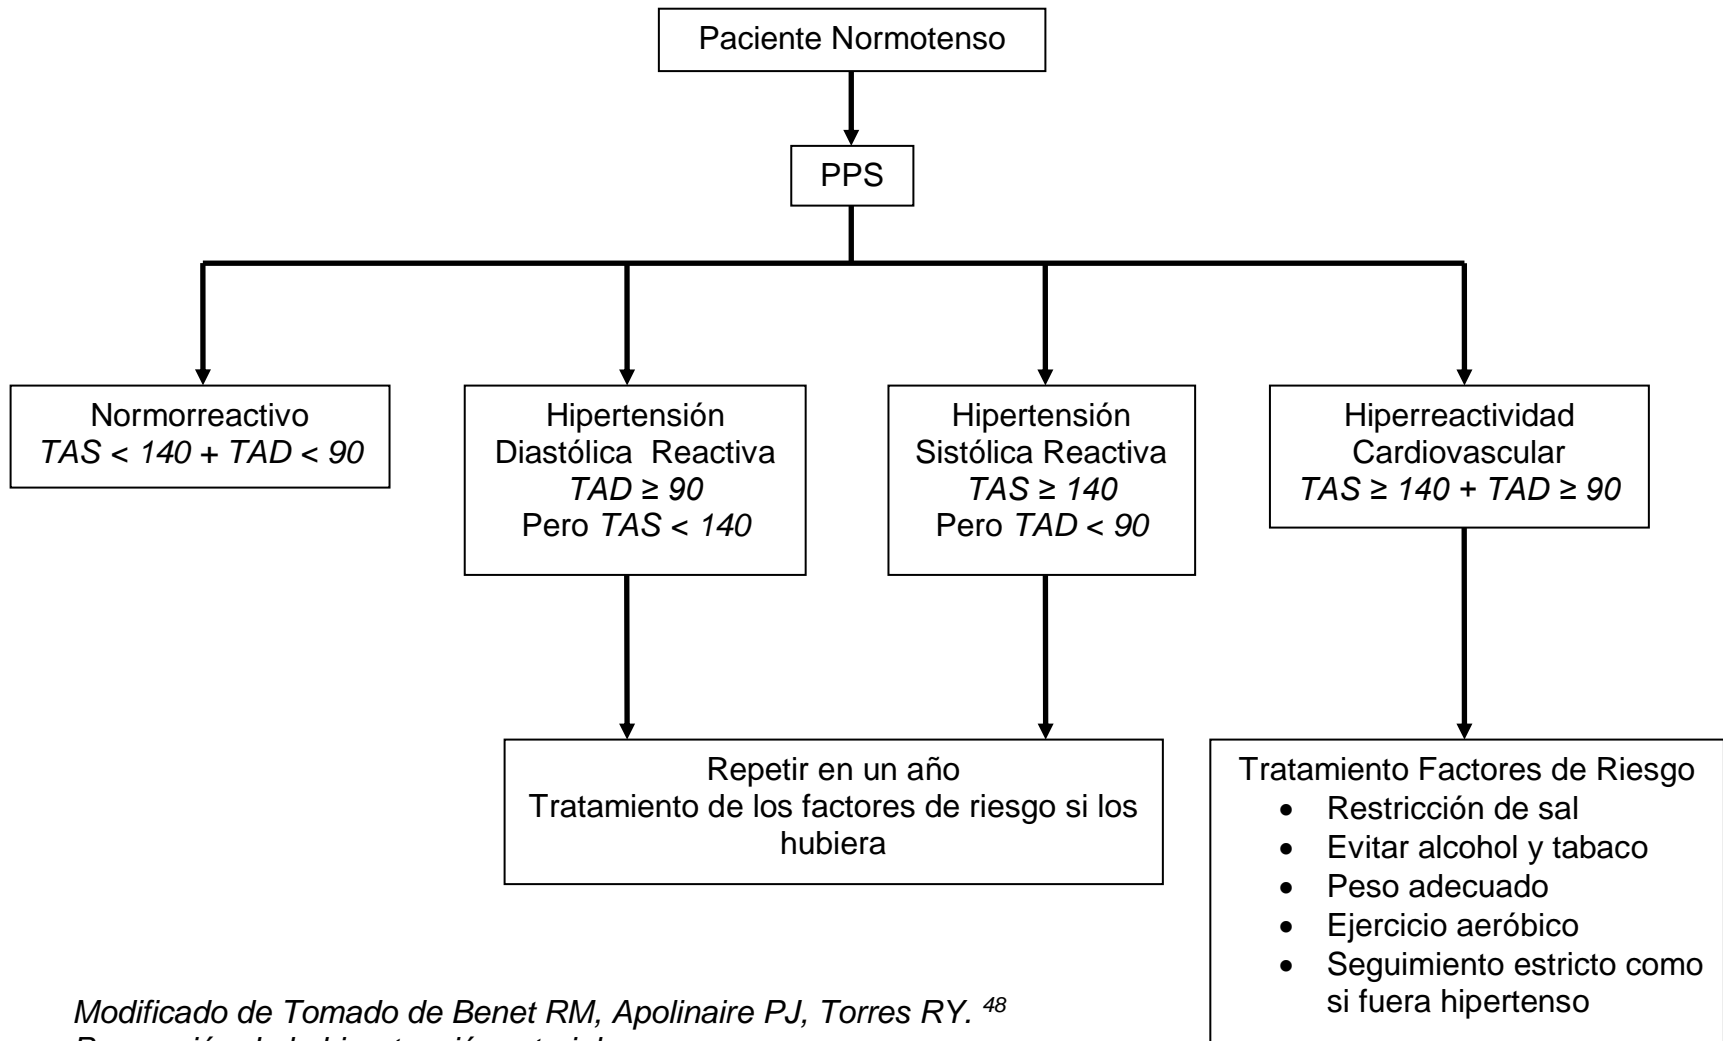 Paciente Normotenso
PPS
Normorreactivo
TAS < 140 + TAD < 90
Hipertensión
Diastólica Reactiva
TAD ≥ 90
Pero TAS < 140
Hipertensión
Sistólica Reactiva
TAS ≥ 140
Pero TAD < 90
Hiperreactividad
Cardiovascular
TAS ≥ 140 + TAD ≥ 90
Repetir en un año
Tratamiento de los factores de riesgo si los
hubiera
Tratamiento Factores de Riesgo
• Restricción de sal
• Evitar alcohol y tabaco
• Peso adecuado
• Ejercicio aeróbico
• Seguimiento estricto como
si fuera hipertenso
Modificado de Tomado de Benet RM, Apolinaire PJ, Torres RY. 48